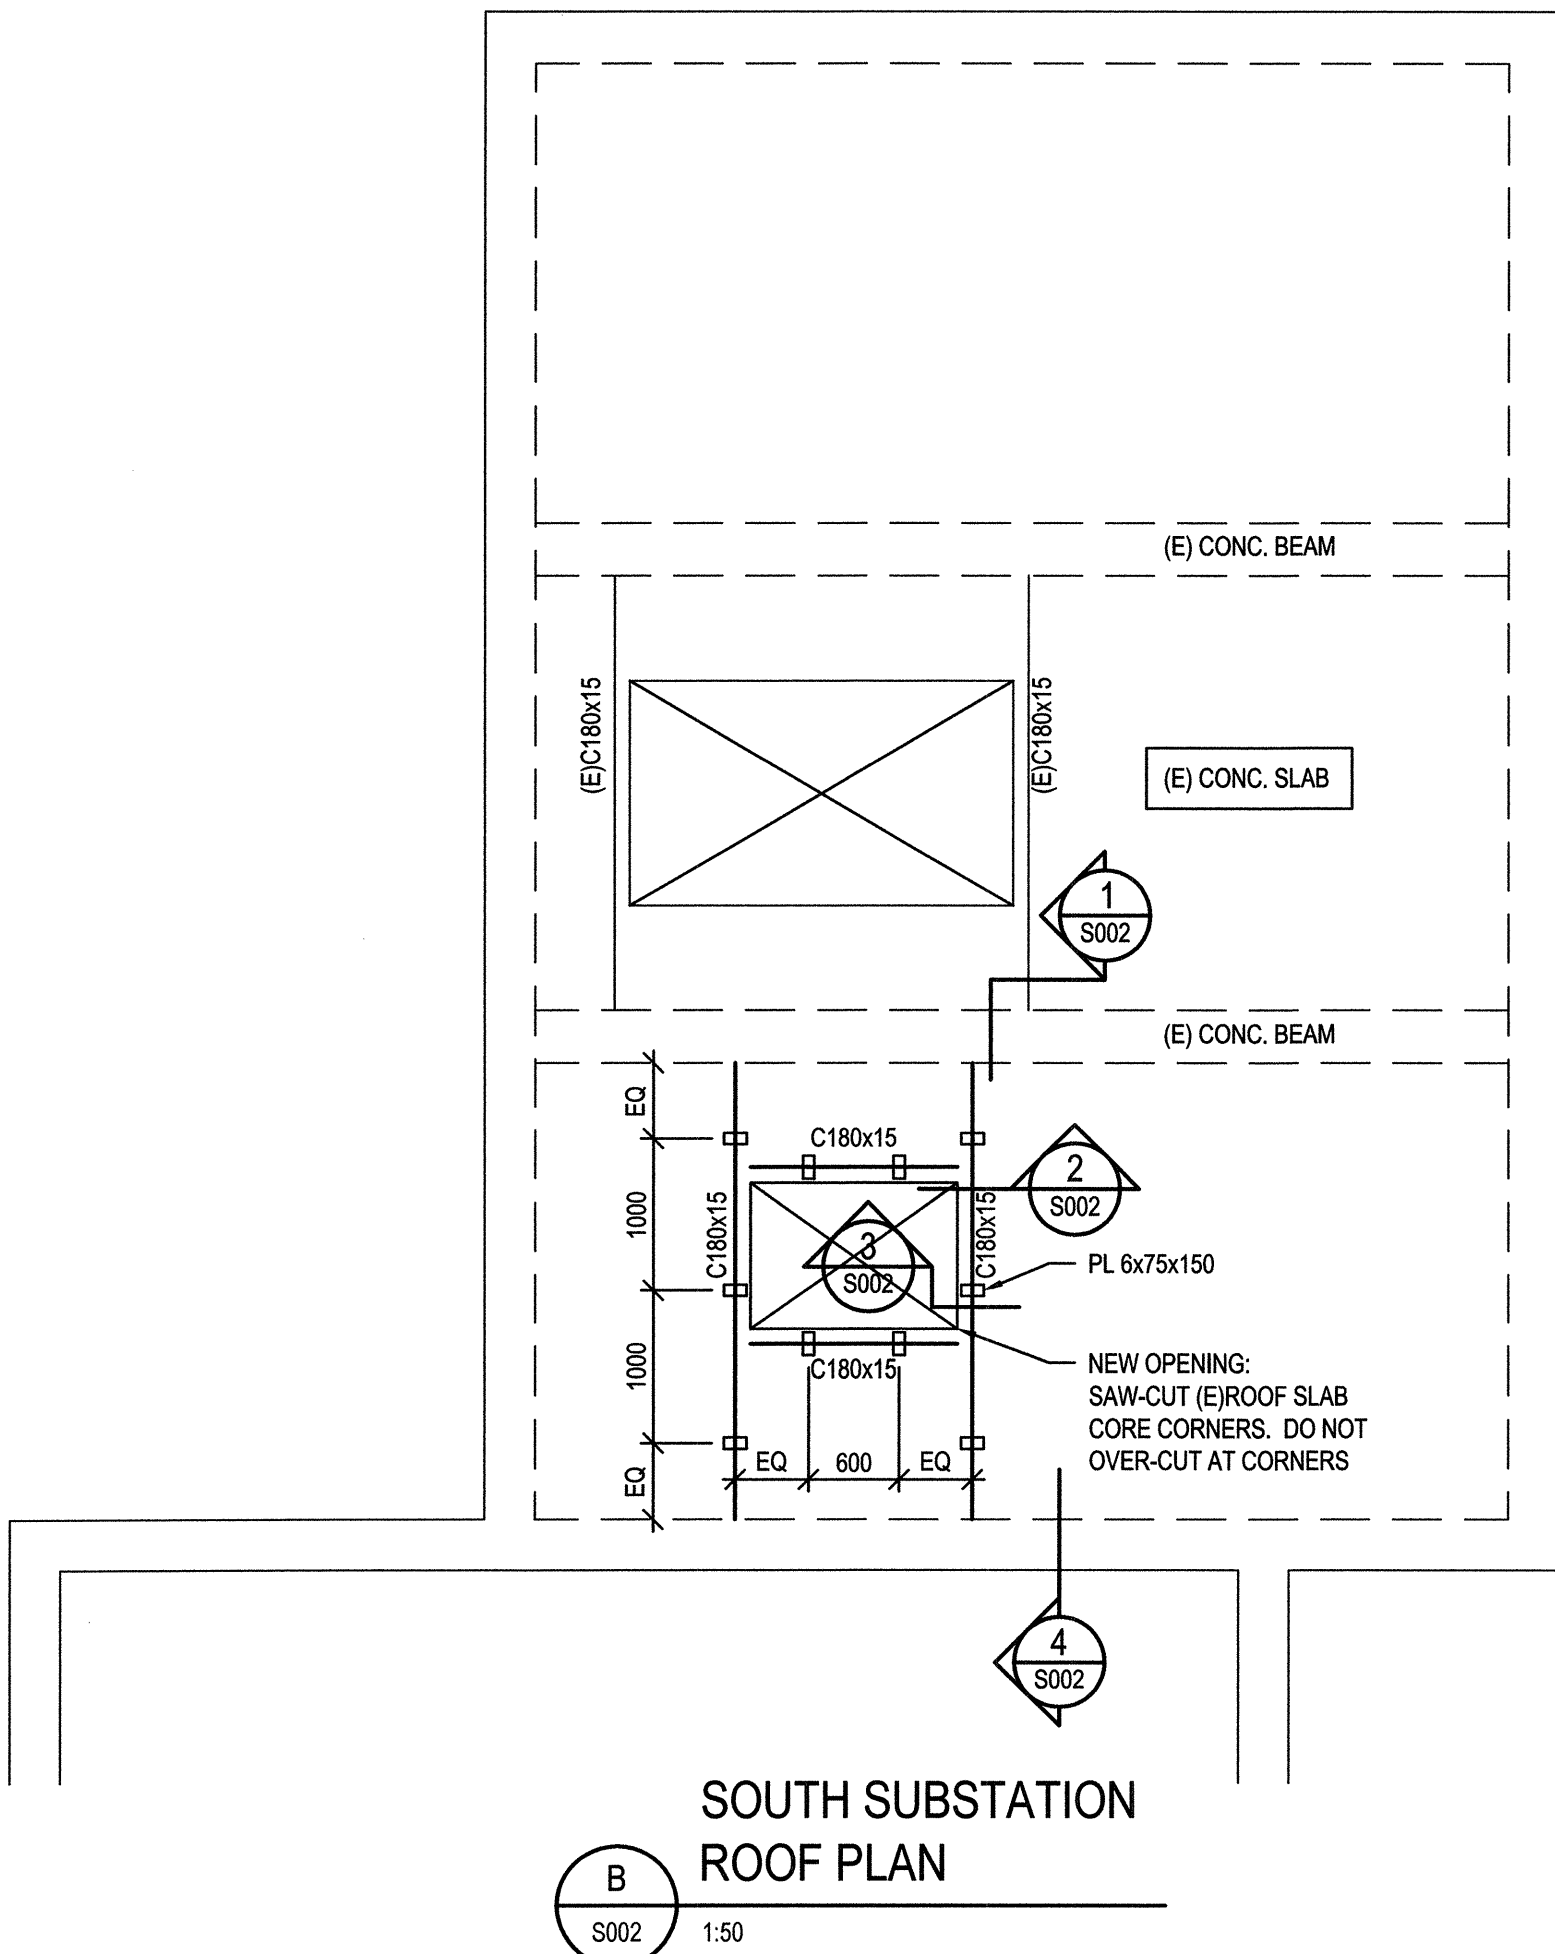 (E) CONC. BEAM
(E)C180x15
(E)C180x15
(E) CONC. SLAB
1
S002
(E) CONC. BEAM
EQ
C180x15
2
S002
1000
C180x15
C180x15
3
S002
PL 6x75x150
1000
C180x15
NEW OPENING:
SAW-CUT (E)ROOF SLAB
CORE CORNERS. DO NOT
OVER-CUT AT CORNERS
EQ
EQ
600
EQ
4
S002
SOUTH SUBSTATION
ROOF PLAN
B
S002
1:50